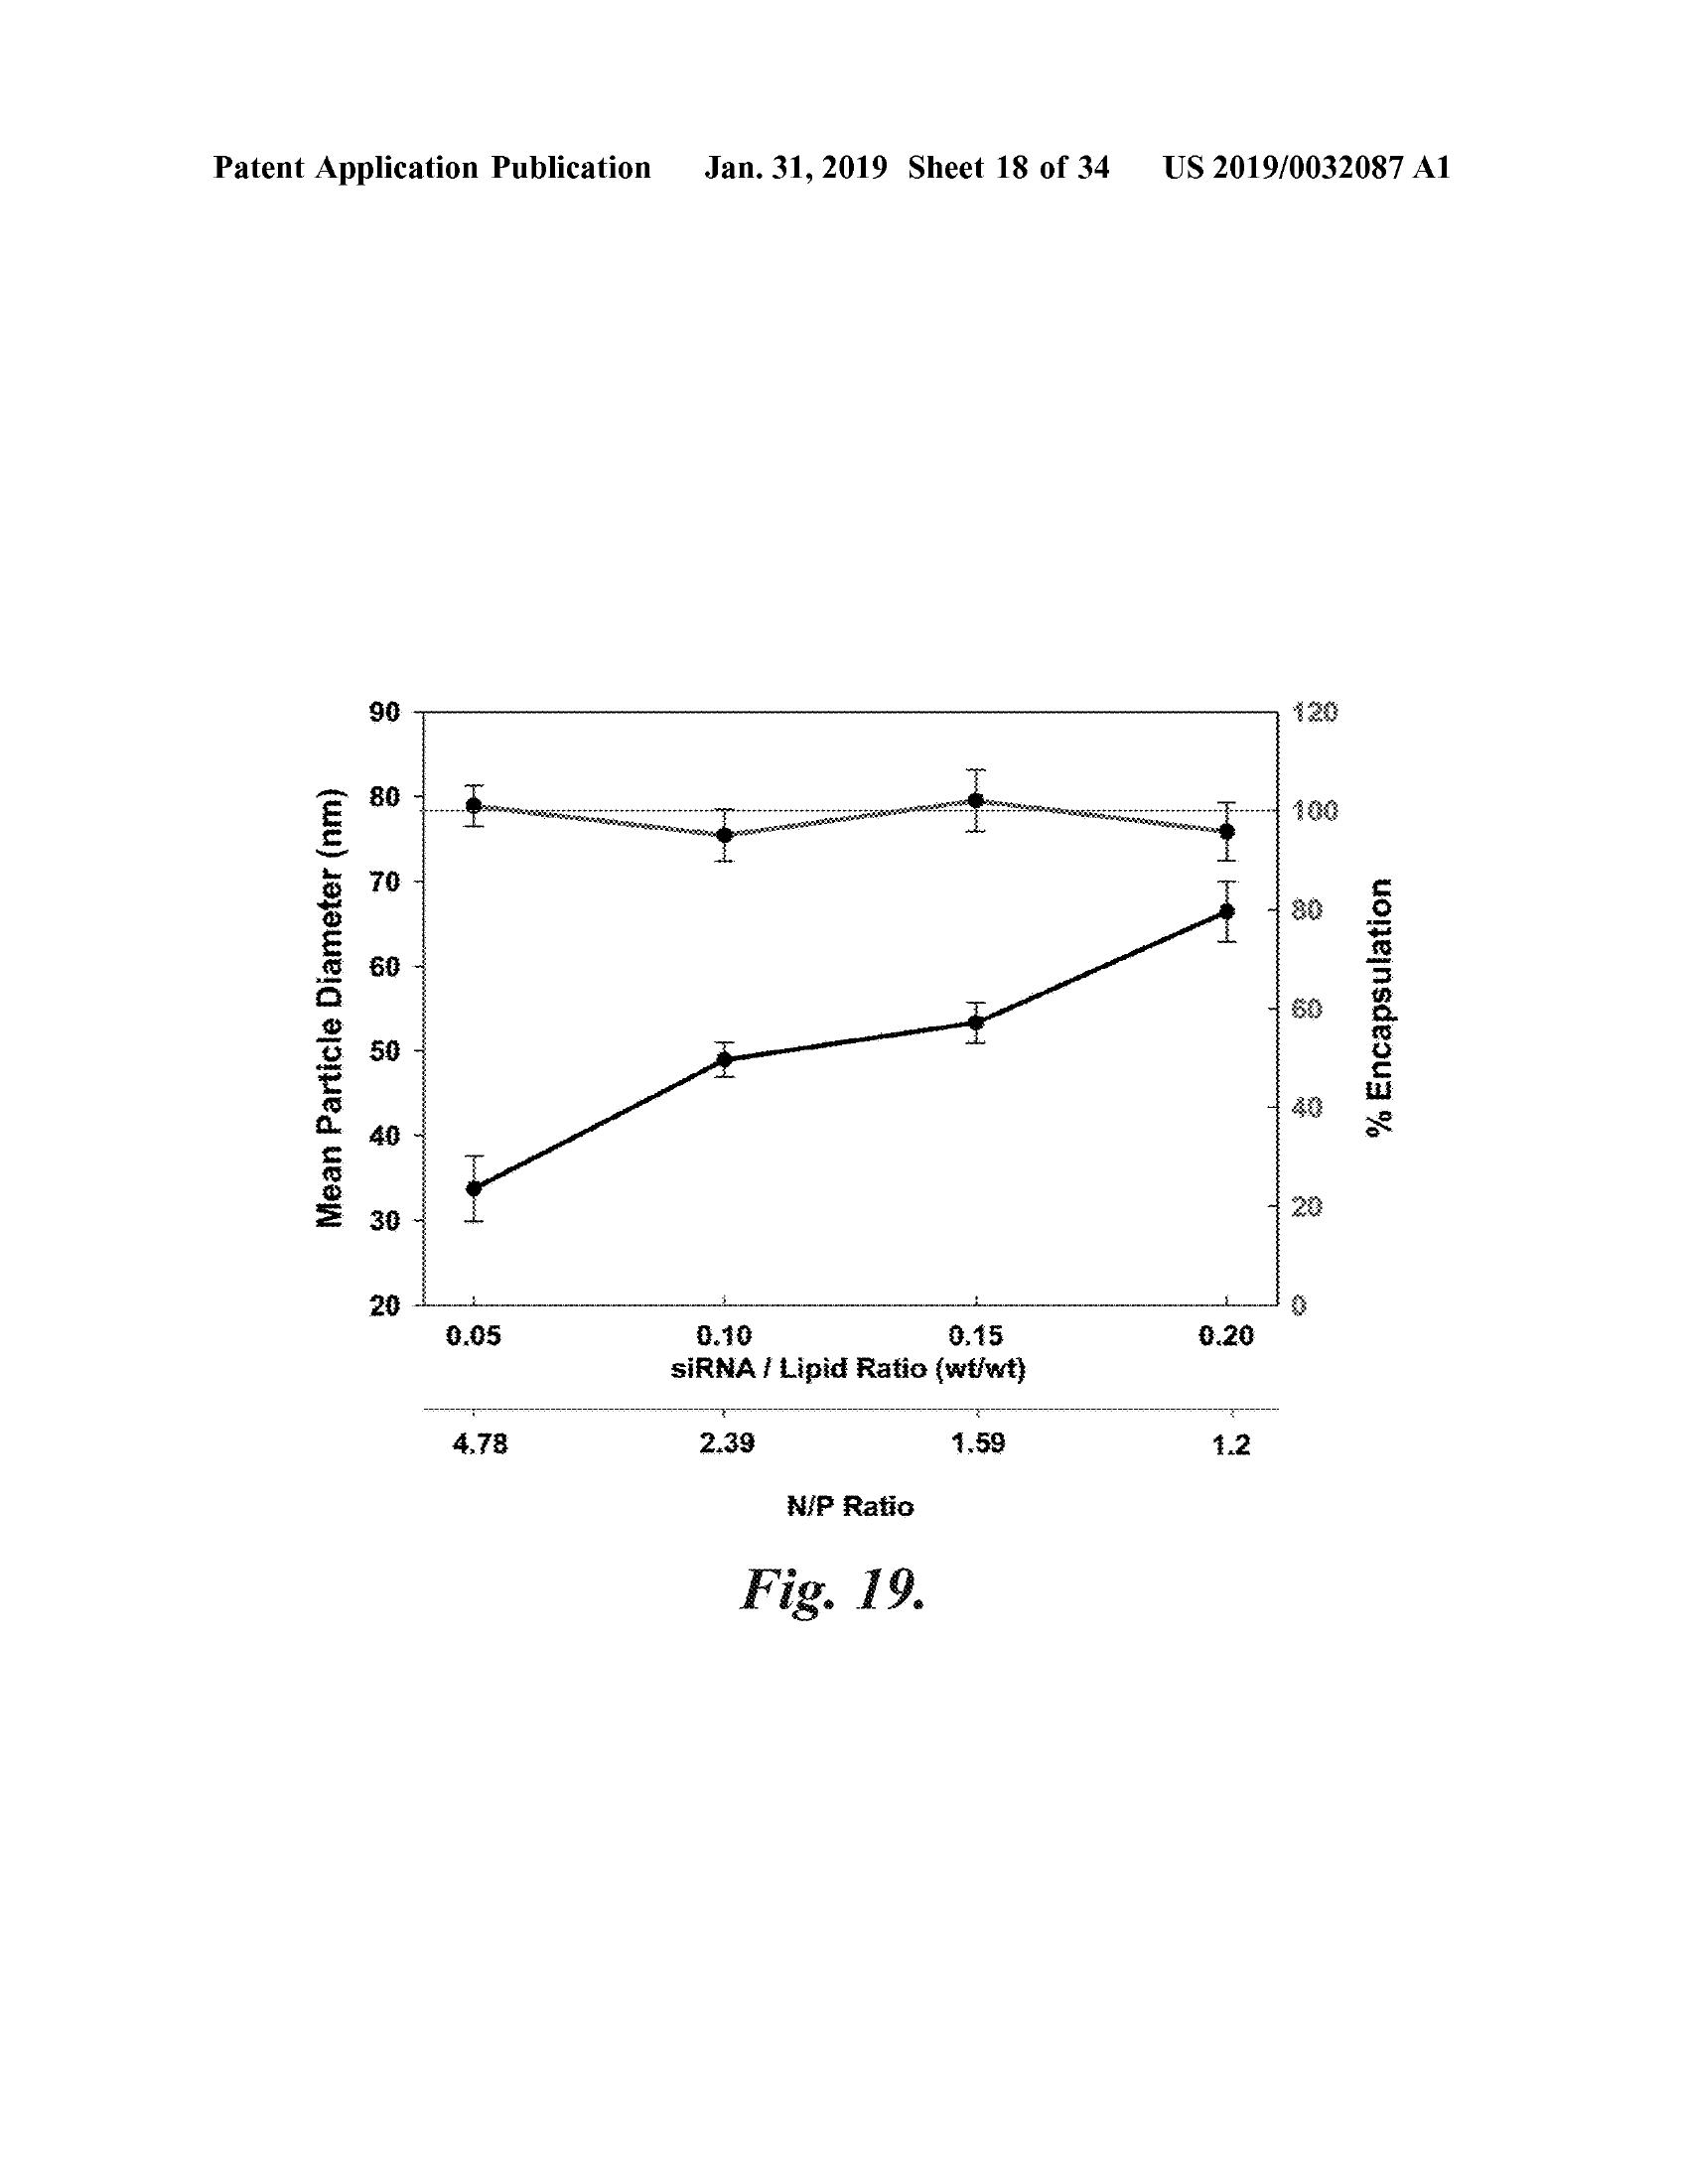 Patent Application Publication Jan. 31, 2019 Sheet 18 of 34 US 2019/0032087 A1
90
80
70
60
50
40
30
20
Mean Particle Diameter (nm)
120
100
80
60
40
20
0
% Encapsulation
0.05 0.10 0.15 0.20
siRNA / Lipid Ratio (wt/wt)
4.78 2.39 1.59 1.2
N/P Ratio
Fig. 19.